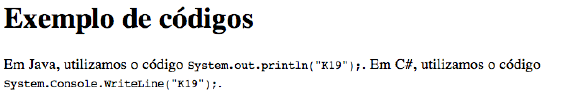 Exemplo de códigos
Em Java, utilizamos o código System.out.println("K19");. Em C#, utilizamos o código
System.Console.WriteLine("K19");.